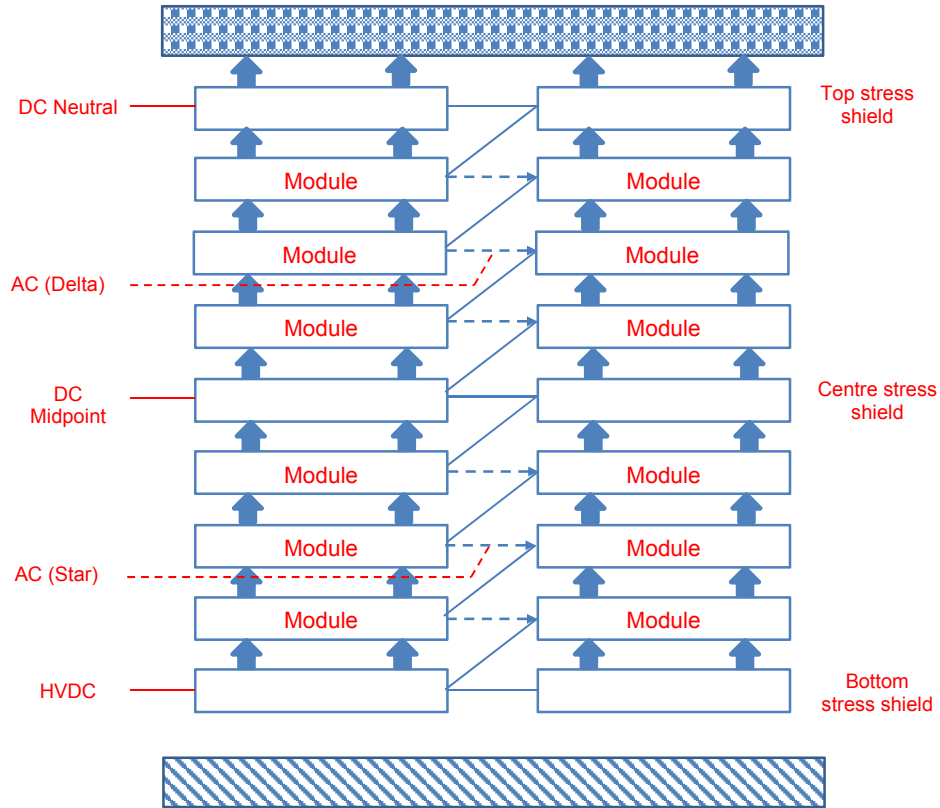 DC Neutral
Top stress
shield
Module
Module
Module
Module
AC (Delta)
Module
Module
DC
Midpoint
Centre stress
shield
Module
Module
Module
Module
AC (Star)
Module
Module
HVDC
Bottom
stress shield